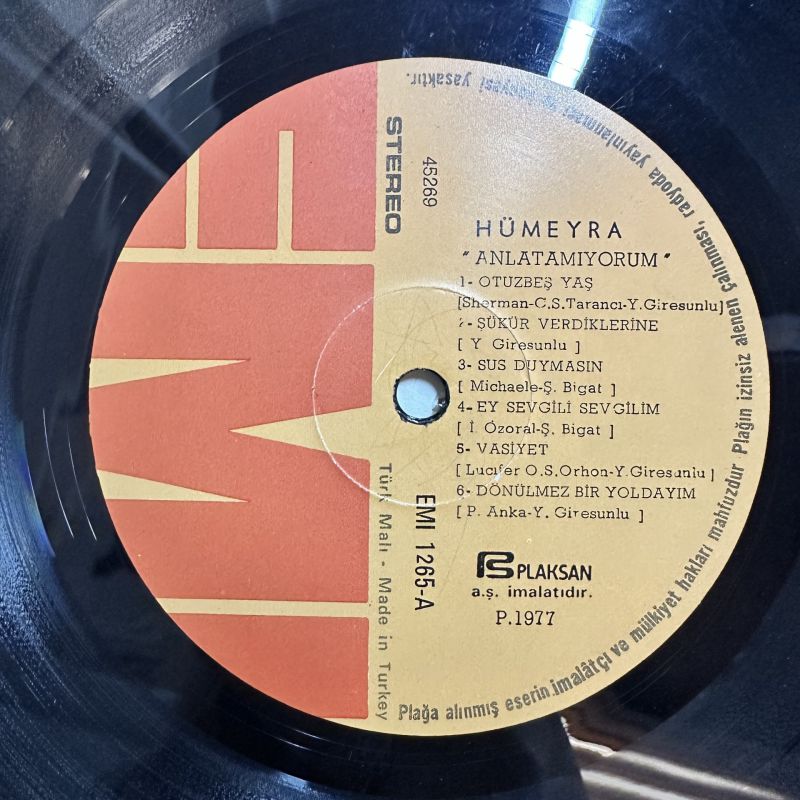 EMI
STEREO
45269
HÜMEYRA
"ANLATAMIYORUM"
1- OTUZBEŞ YAŞ
[Sherman-C.S.Tarancı-Y.Giresunlu]
2- ŞÜKÜR VERDİKLERİNE
[ Y Giresunlu ]
3- SUS DUYMASIN
[ Michaele-Ş. Bigat ]
4- EY SEVGİLİ SEVGİLİM
[ İ. Özoral-Ş. Bigat ]
5- VASİYET
[ Lucifer O.S.Orhon-Y.Giresunlu ]
6- DÖNÜLMEZ BİR YOLDAYIM
[ P. Anka-Y. Giresunlu ]
EMI 1265-A
Türk Malı - Made in Turkey
PLAKSAN
a.ş. imalatıdır.
P.1977
Plağa alınmış eserin imalâtçı ve mülkiyet hakları mahfuzdur Plağın izinsiz alenen çalınması, radyoda yayınlanması yasaktır.